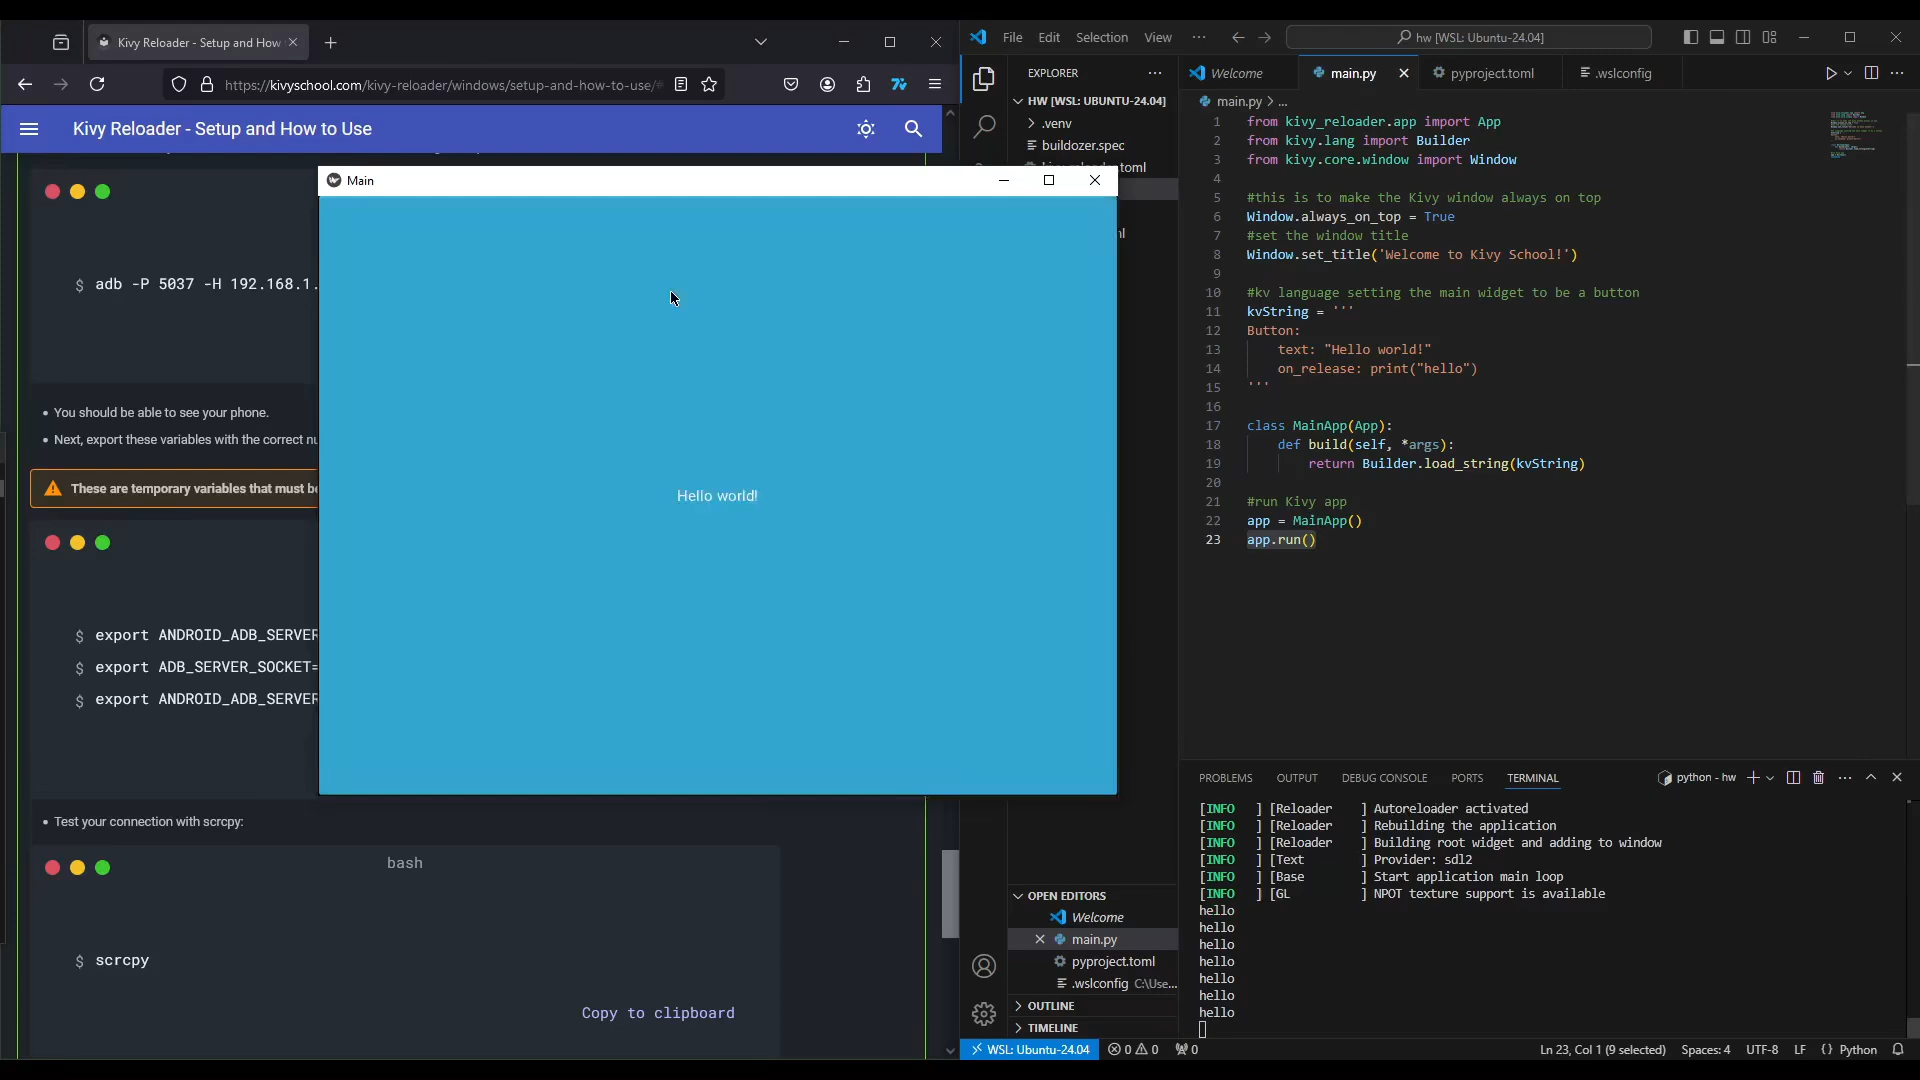 Kivy Reloader - Setup and How
https://kivyschool.com/kivy-reloader/windows/setup-and-how-to-use/#
Kivy Reloader - Setup and How to Use
$ adb -P 5037 -H 192.168.1.
• You should be able to see your phone.
• Next, export these variables with the correct nu
These are temporary variables that must be
$ export ANDROID_ADB_SERVER
$ export ADB_SERVER_SOCKET=
$ export ANDROID_ADB_SERVER
• Test your connection with scrcpy:
bash
$ scrcpy
Copy to clipboard
Main
Hello world!
File Edit Selection View ···
hw [WSL: Ubuntu-24.04]
EXPLORER
HW [WSL: UBUNTU-24.04]
.venv
buildozer.spec
OPEN EDITORS
Welcome
main.py
pyproject.toml
.wslconfig C:\Use...
OUTLINE
TIMELINE
Welcome main.py pyproject.toml .wslconfig
main.py > ...
1 from kivy_reloader.app import App
2 from kivy.lang import Builder
3 from kivy.core.window import Window
4
5 #this is to make the Kivy window always on top
6 Window.always_on_top = True
7 #set the window title
8 Window.set_title('Welcome to Kivy School!')
9
10 #kv language setting the main widget to be a button
11 kvString = '''
12 Button:
13 text: "Hello world!"
14 on_release: print("hello")
15 '''
16
17 class MainApp(App):
18 def build(self, *args):
19 return Builder.load_string(kvString)
20
21 #run Kivy app
22 app = MainApp()
23 app.run()
PROBLEMS OUTPUT DEBUG CONSOLE PORTS TERMINAL
python - hw
[INFO ] [Reloader ] Autoreloader activated
[INFO ] [Reloader ] Rebuilding the application
[INFO ] [Reloader ] Building root widget and adding to window
[INFO ] [Text ] Provider: sdl2
[INFO ] [Base ] Start application main loop
[INFO ] [GL ] NPOT texture support is available
hello
hello
hello
hello
hello
hello
hello
WSL: Ubuntu-24.04 0 0 0
Ln 23, Col 1 (9 selected) Spaces: 4 UTF-8 LF {} Python